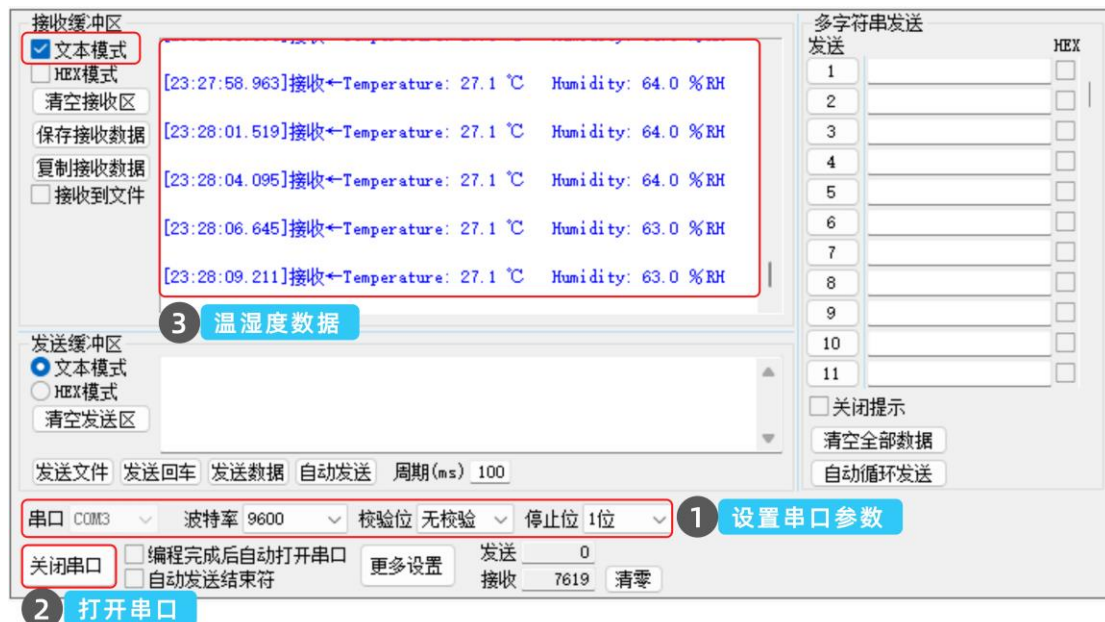 接收缓冲区
文本模式
HEX模式
清空接收区
保存接收数据
复制接收数据
接收到文件
[23:27:58.963]接收←Temperature: 27.1 ℃ Humidity: 64.0 %RH
[23:28:01.519]接收←Temperature: 27.1 ℃ Humidity: 64.0 %RH
[23:28:04.095]接收←Temperature: 27.1 ℃ Humidity: 64.0 %RH
[23:28:06.645]接收←Temperature: 27.1 ℃ Humidity: 63.0 %RH
[23:28:09.211]接收←Temperature: 27.1 ℃ Humidity: 63.0 %RH
3 温湿度数据
发送缓冲区
文本模式
HEX模式
清空发送区
发送文件 发送回车 发送数据 自动发送 周期(ms) 100
多字符串发送
发送 HEX
1
2
3
4
5
6
7
8
9
10
11
关闭提示
清空全部数据
自动循环发送
串口 COM3 波特率 9600 校验位 无校验 停止位 1位
1 设置串口参数
关闭串口
编程完成后自动打开串口
自动发送结束符
更多设置
发送 0
接收 7619 清零
2 打开串口